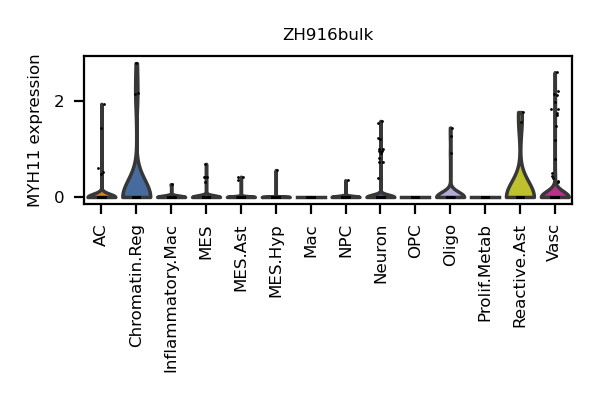 ZH916bulk
MYH11 expression
2
0
AC
Chromatin.Reg
Inflammatory.Mac
MES
MES.Ast
MES.Hyp
Mac
NPC
Neuron
OPC
Oligo
Prolif.Metab
Reactive.Ast
Vasc